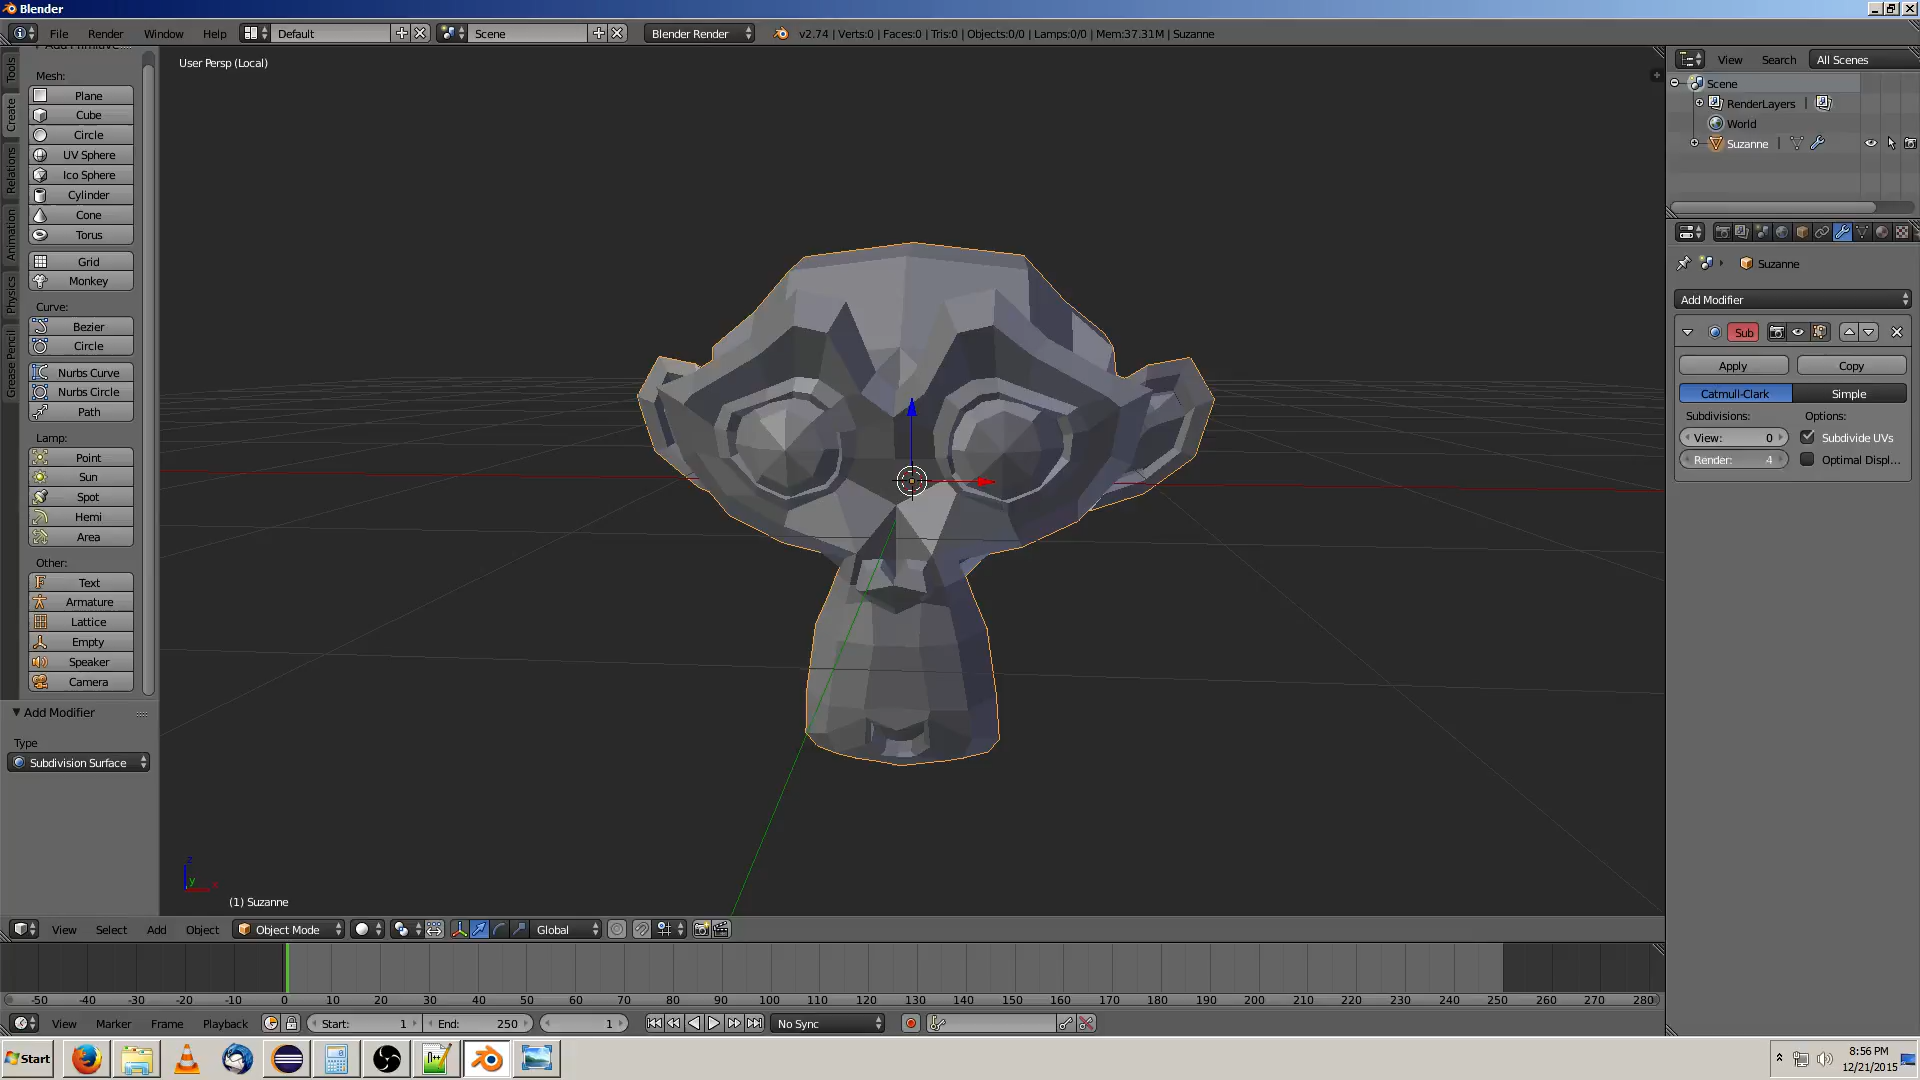 Blender
File Render Window Help Default Scene Blender Render v2.74 | Verts:0 | Faces:0 | Tris:0 | Objects:0/0 | Lamps:0/0 | Mem:37.31M | Suzanne
User Persp (Local)
Tools
Create
Relations
Animation
Physics
Grease Pencil
Mesh:
Plane
Cube
Circle
UV Sphere
Ico Sphere
Cylinder
Cone
Torus
Grid
Monkey
Curve:
Bezier
Circle
Nurbs Curve
Nurbs Circle
Path
Lamp:
Point
Sun
Spot
Hemi
Area
Other:
Text
Armature
Lattice
Empty
Speaker
Camera
Add Modifier
Type
Subdivision Surface
z
y x
(1) Suzanne
View Search All Scenes
Scene
RenderLayers |
World
Suzanne |
Suzanne
Add Modifier
Sub
Apply Copy
Catmull-Clark Simple
Subdivisions: Options:
View: 0 Subdivide UVs
Render: 4 Optimal Displ...
View Select Add Object Object Mode Global
-50 -40 -30 -20 -10 0 10 20 30 40 50 60 70 80 90 100 110 120 130 140 150 160 170 180 190 200 210 220 230 240 250 260 270 280
View Marker Frame Playback Start: 1 End: 250 1 No Sync
Start
8:56 PM
12/21/2015